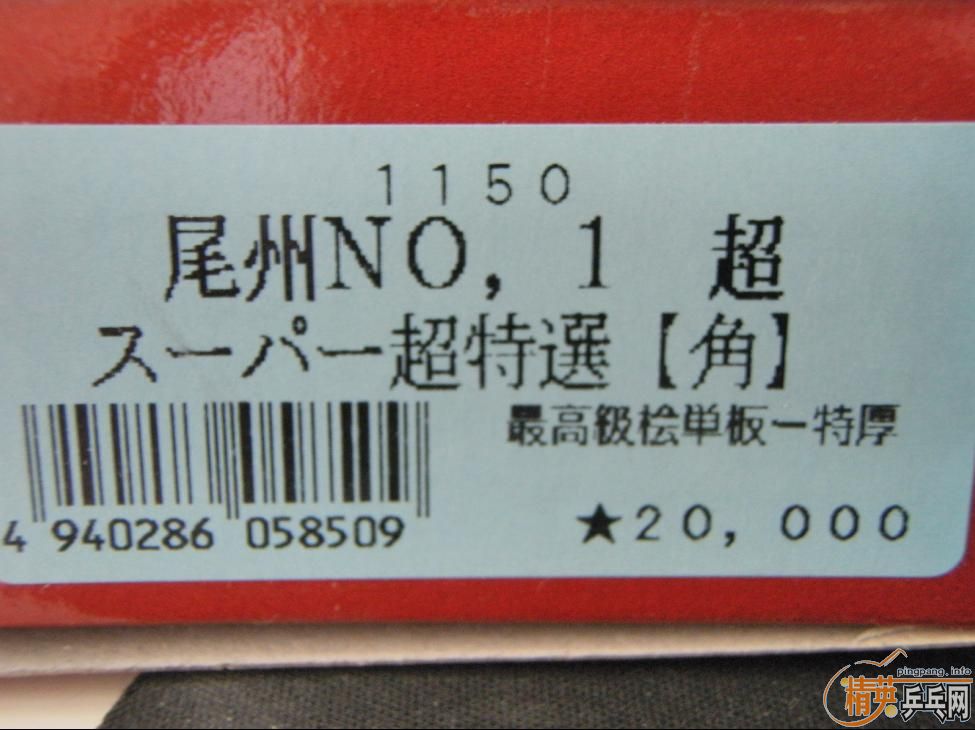 1150
尾州NO, 1 超
スーパー超特選【角】
最高級桧単板ー特厚
4 940286 058509
★20, 000
pingpang.info
精英乒乓网